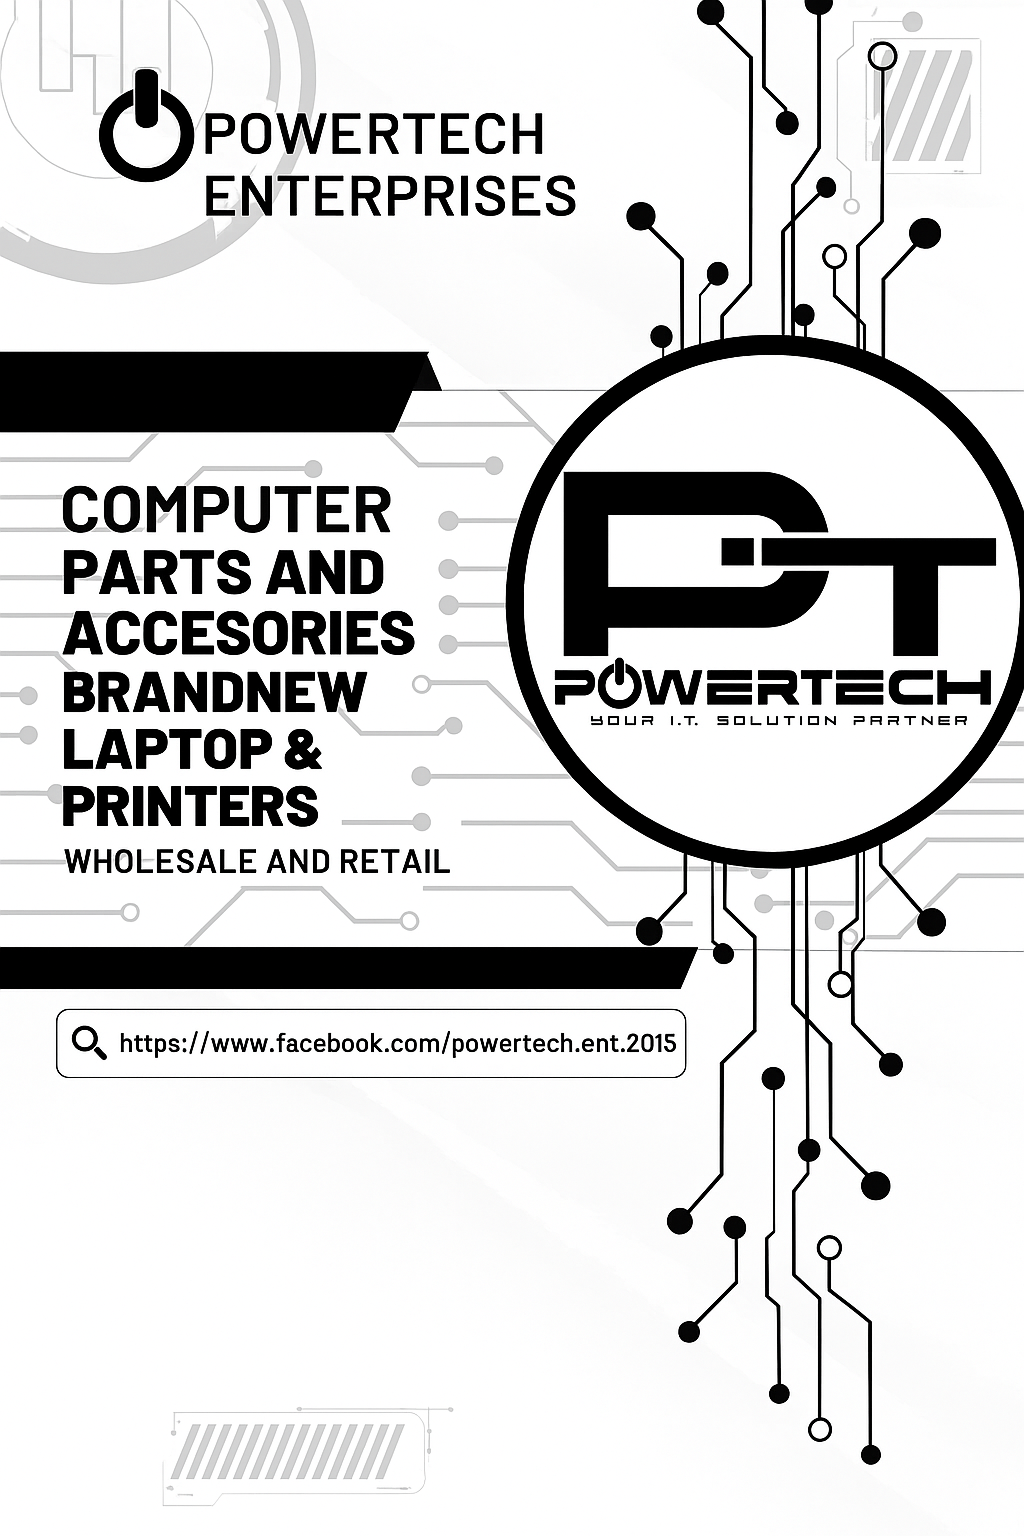 POWERTECH
ENTERPRISES
COMPUTER
PARTS AND
ACCESORIES
BRANDNEW
LAPTOP &
PRINTERS
WHOLESALE AND RETAIL
PT
POWERTECH
YOUR I.T. SOLUTION PARTNER
https://www.facebook.com/powertech.ent.2015